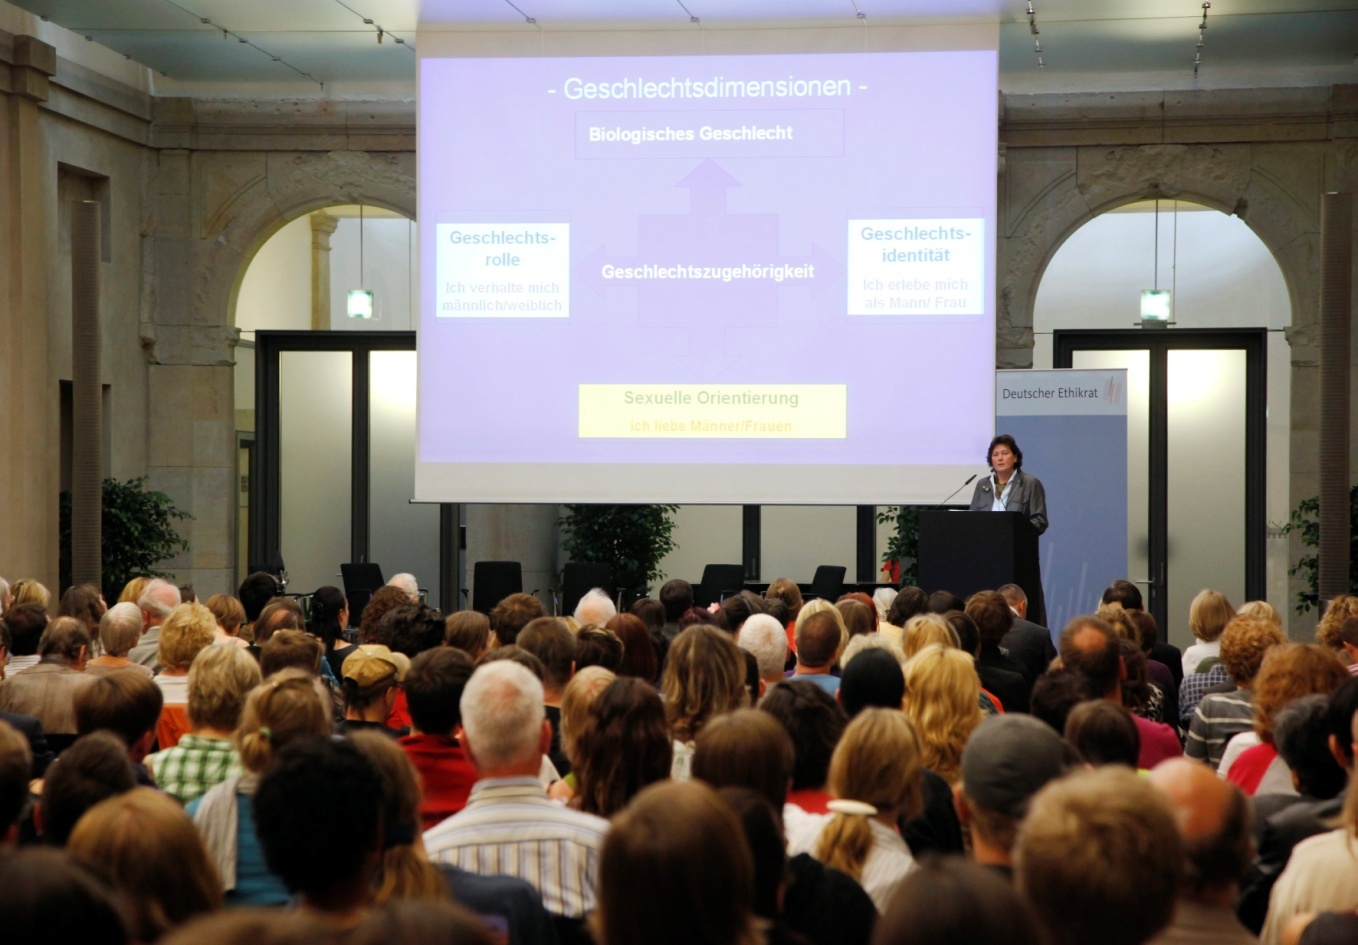 - Geschlechtsdimensionen -
Biologisches Geschlecht
Geschlechts-
rolle
Ich verhalte mich
männlich/weiblich
Geschlechtszugehörigkeit
Geschlechts-
identität
Ich erlebe mich
als Mann/ Frau
Sexuelle Orientierung
ich liebe Männer/Frauen
Deutscher Ethikrat